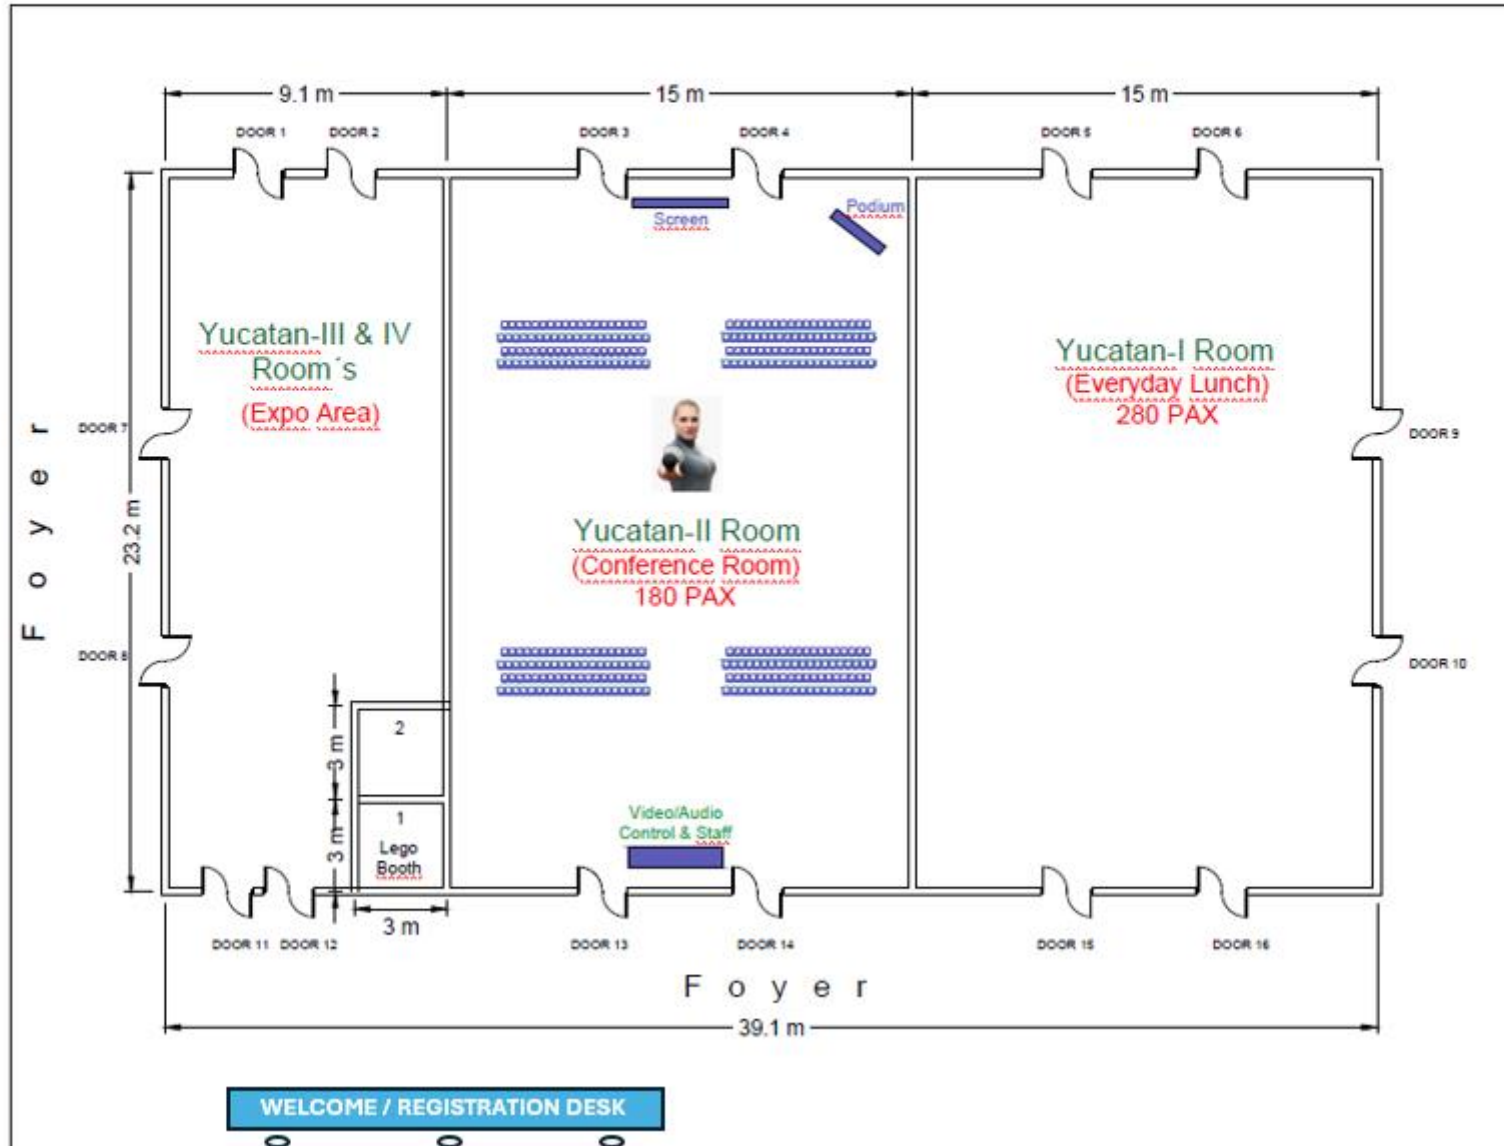 9.1 m
15 m
15 m
DOOR 1
DOOR 2
DOOR 3
DOOR 4
DOOR 5
DOOR 6
Screen
Podium
Yucatan-III & IV
Room´s
(Expo Area)
Yucatan-I Room
(Everyday Lunch)
280 PAX
Foyer
DOOR 7
DOOR 8
23.2 m
DOOR 9
DOOR 10
Yucatan-II Room
(Conference Room)
180 PAX
2
3 m
1
Lego
Booth
3 m
3 m
Video/Audio
Control & Staff
DOOR 11
DOOR 12
DOOR 13
DOOR 14
DOOR 15
DOOR 16
Foyer
39.1 m
WELCOME / REGISTRATION DESK